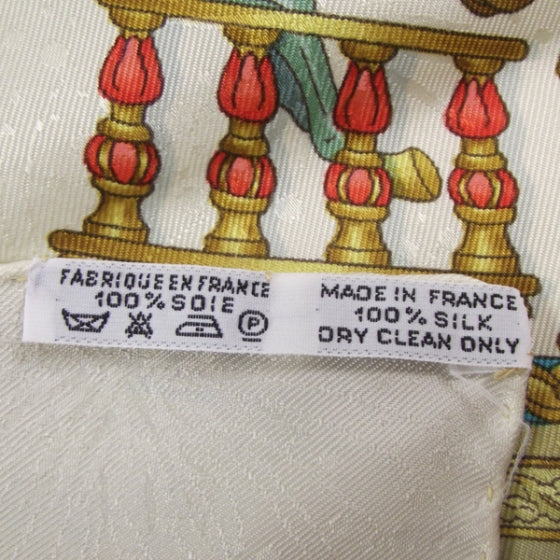 FABRIQUE EN FRANCE
100% SOIE
P
MADE IN FRANCE
100% SILK
DRY CLEAN ONLY